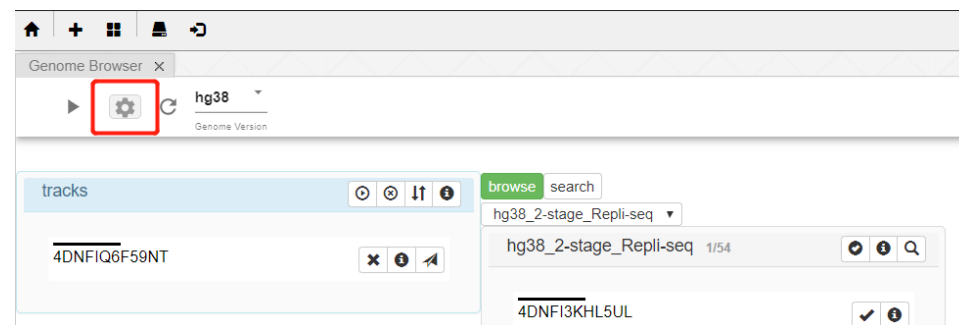 Genome Browser
hg38
Genome Version
tracks
4DNFIQ6F59NT
browse search
hg38_2-stage_Repli-seq
hg38_2-stage_Repli-seq 1/54
4DNFI3KHL5UL